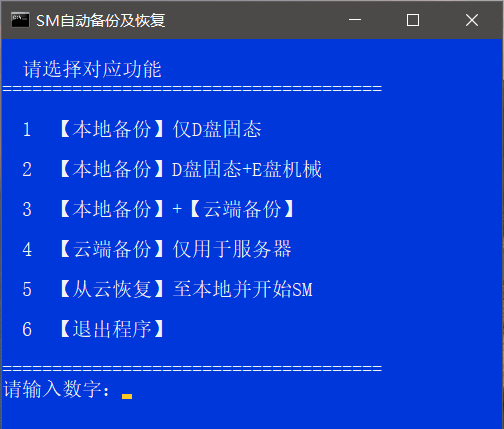 SM自动备份及恢复
请选择对应功能
======================================
1 【本地备份】仅D盘固态
2 【本地备份】D盘固态+E盘机械
3 【本地备份】+【云端备份】
4 【云端备份】仅用于服务器
5 【从云恢复】至本地并开始SM
6 【退出程序】
======================================
请输入数字: